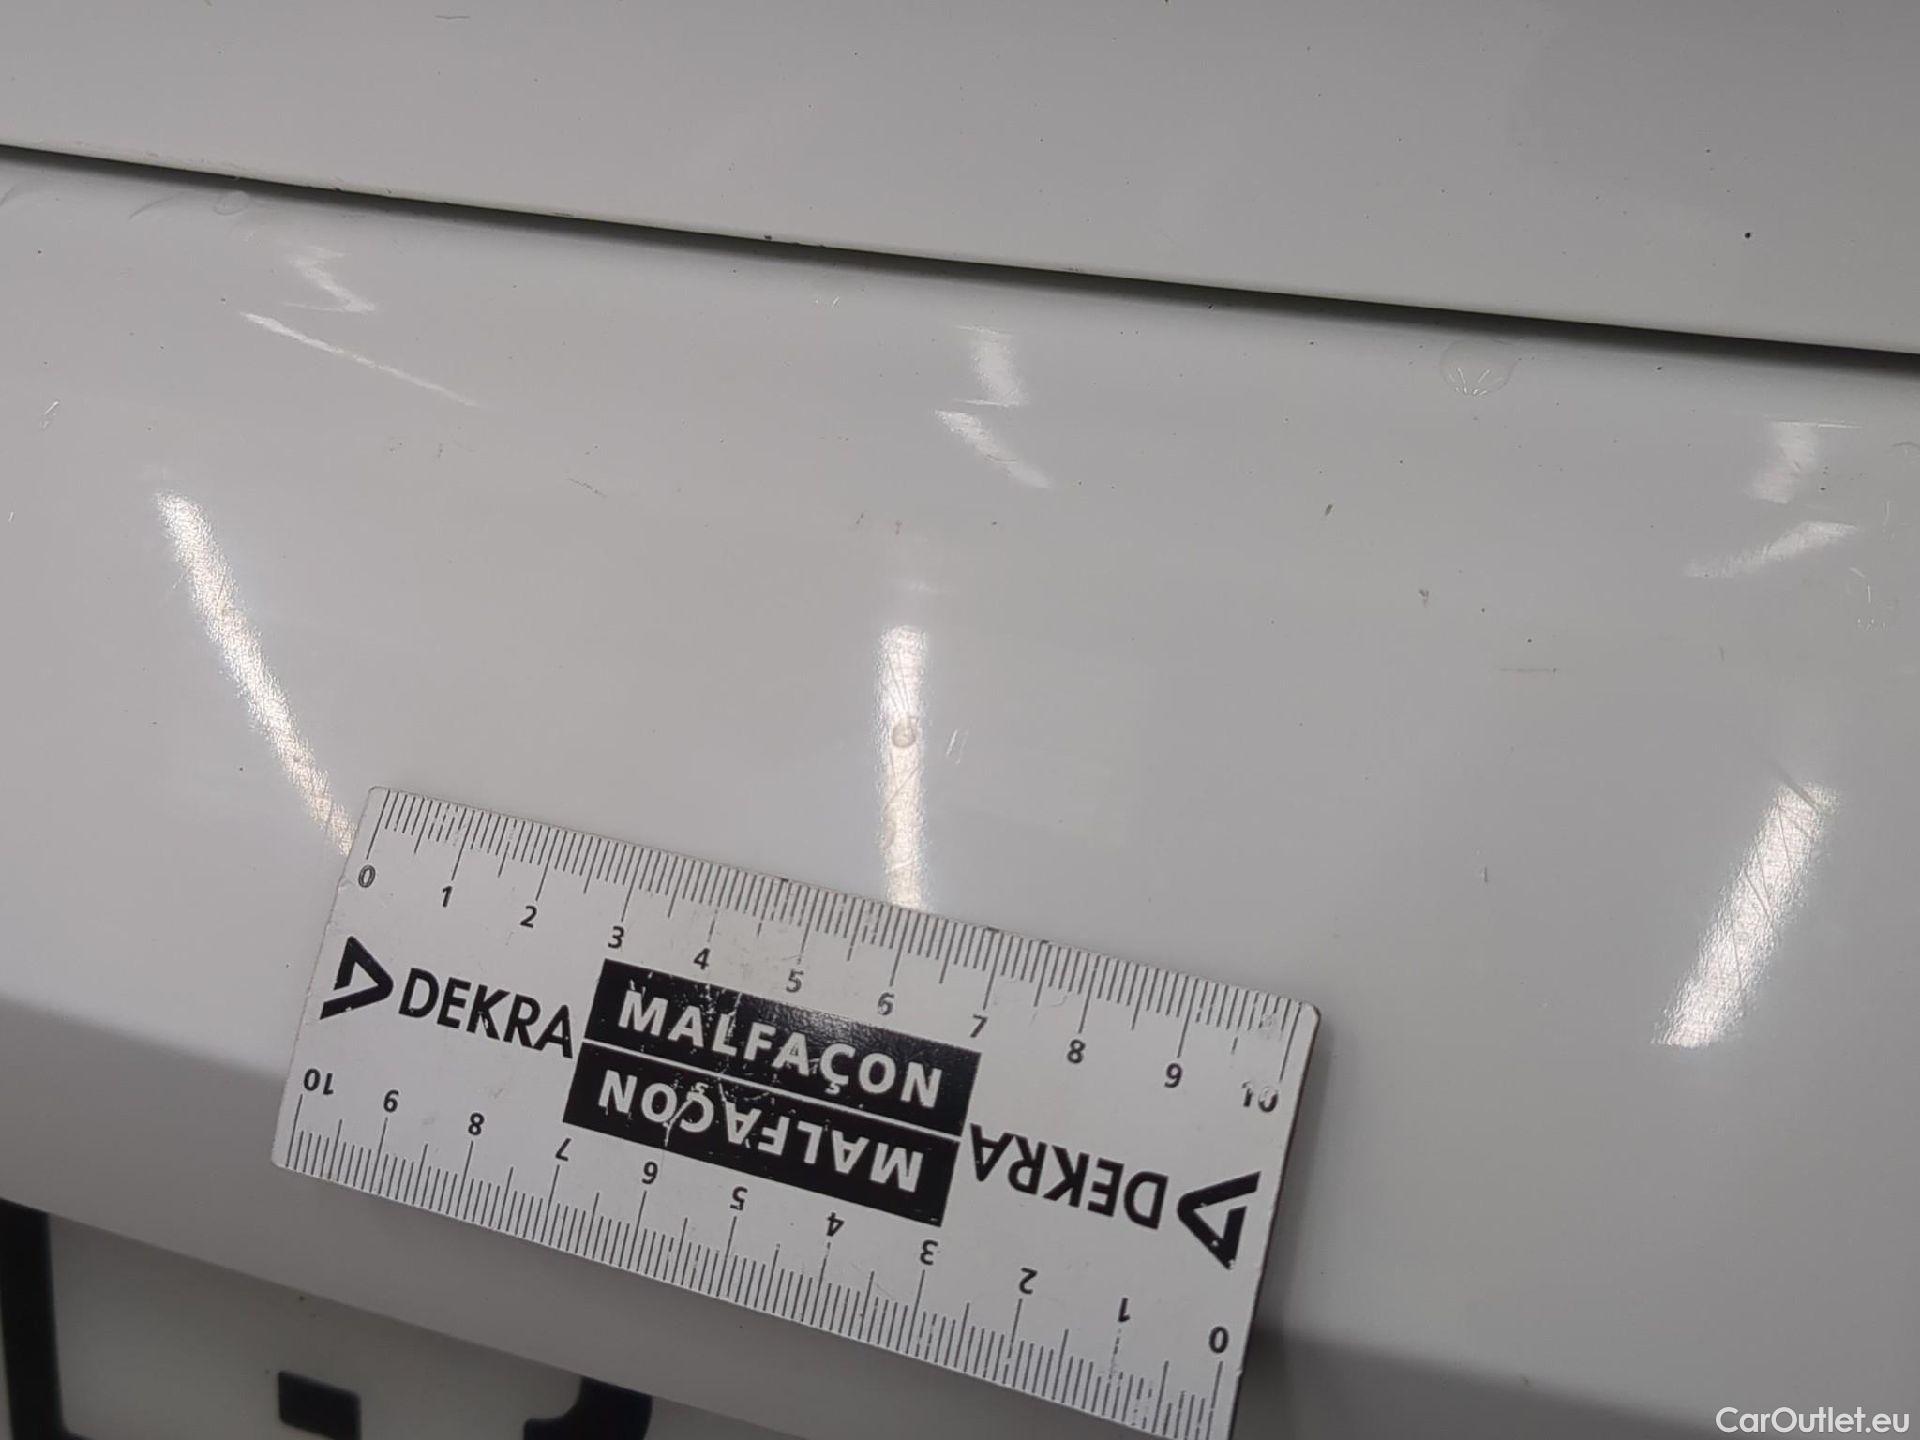 0 1 2 3 4 5 6 7 8 9 10
DEKRA MALFAÇON
MALFAÇON DEKRA
10 9 8 7 6 5 4 3 2 1 0
CarOutlet.eu